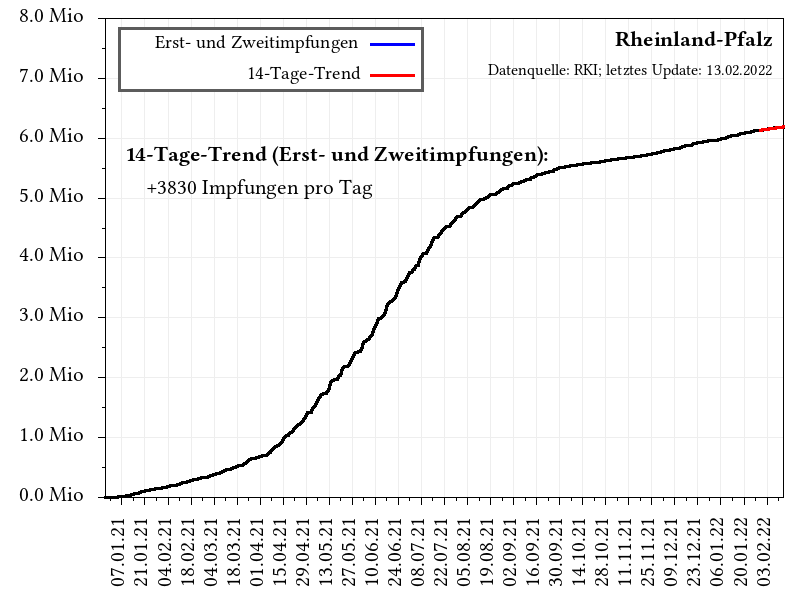 8.0 Mio
7.0 Mio
6.0 Mio
5.0 Mio
4.0 Mio
3.0 Mio
2.0 Mio
1.0 Mio
0.0 Mio
Erst- und Zweitimpfungen
14-Tage-Trend
Rheinland-Pfalz
Datenquelle: RKI; letztes Update: 13.02.2022
14-Tage-Trend (Erst- und Zweitimpfungen):
+3830 Impfungen pro Tag
07.01.21
21.01.21
04.02.21
18.02.21
04.03.21
18.03.21
01.04.21
15.04.21
29.04.21
13.05.21
27.05.21
10.06.21
24.06.21
08.07.21
22.07.21
05.08.21
19.08.21
02.09.21
16.09.21
30.09.21
14.10.21
28.10.21
11.11.21
25.11.21
09.12.21
23.12.21
06.01.22
20.01.22
03.02.22